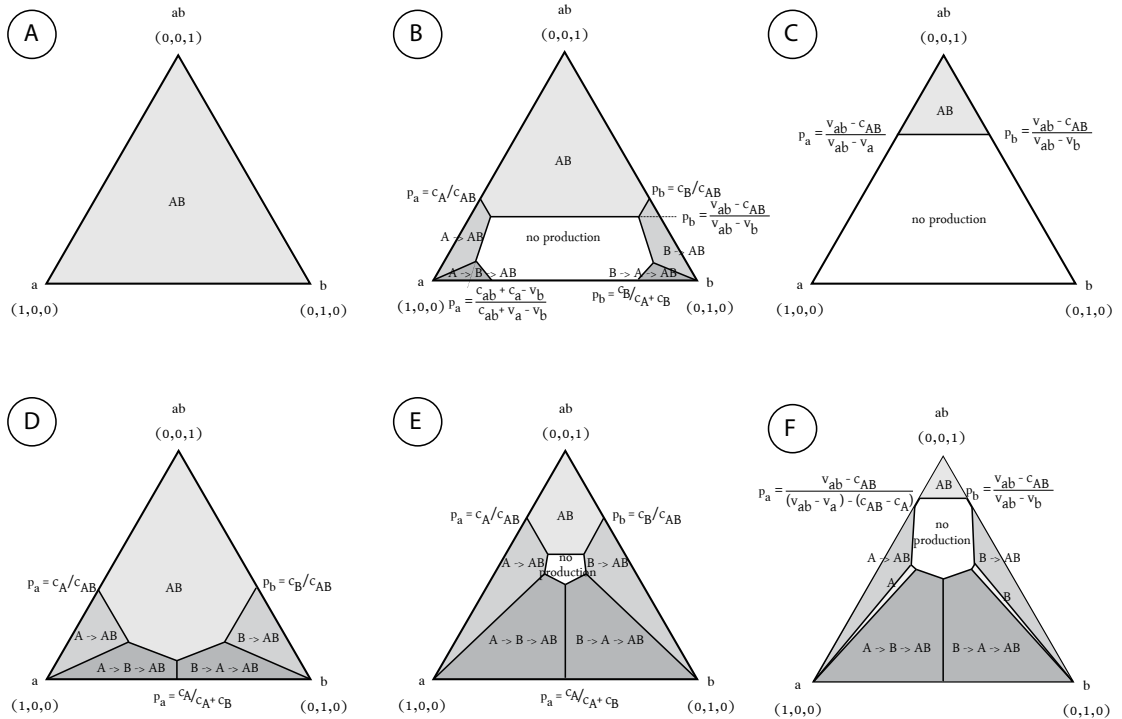 A
ab
(0,0,1)
AB
a
b
(1,0,0)
(0,1,0)
B
ab
(0,0,1)
AB
p_a = c_A/c_AB
p_b = c_B/c_AB
p_b = (v_ab - c_AB)/(v_ab - v_b)
A -> AB
no production
B -> AB
A -> B -> AB
B -> A -> AB
a
b
(1,0,0)
p_a = (c_ab + c_a - v_b)/(c_ab + v_a - v_b)
p_b = c_B/c_A + c_B
(0,1,0)
C
ab
(0,0,1)
AB
p_a = (v_ab - c_AB)/(v_ab - v_a)
p_b = (v_ab - c_AB)/(v_ab - v_b)
no production
a
b
(1,0,0)
(0,1,0)
D
ab
(0,0,1)
AB
p_a = c_A/c_AB
p_b = c_B/c_AB
A -> AB
B -> AB
A -> B -> AB
B -> A -> AB
a
b
(1,0,0)
p_a = c_A/c_A + c_B
(0,1,0)
E
ab
(0,0,1)
AB
p_a = c_A/c_AB
p_b = c_B/c_AB
A -> AB
no
production
B -> AB
A -> B -> AB
B -> A -> AB
a
b
(1,0,0)
p_a = c_A/c_A + c_B
(0,1,0)
F
ab
(0,0,1)
AB
p_a = (v_ab - c_AB)/((v_ab - v_a) - (c_AB - c_A))
p_b = (v_ab - c_AB)/(v_ab - v_b)
no
production
A -> AB
B -> AB
A
B
A -> B -> AB
B -> A -> AB
a
b
(1,0,0)
(0,1,0)